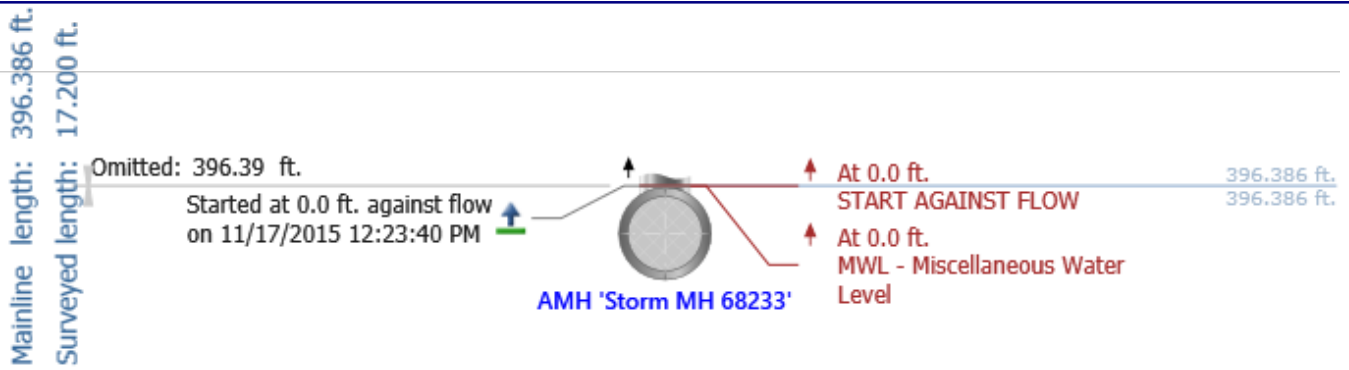 Mainline length: 396.386 ft.
Surveyed length: 17.200 ft.
Omitted: 396.39 ft.
Started at 0.0 ft. against flow
on 11/17/2015 12:23:40 PM
AMH 'Storm MH 68233'
At 0.0 ft.
START AGAINST FLOW
At 0.0 ft.
MWL - Miscellaneous Water
Level
396.386 ft.
396.386 ft.